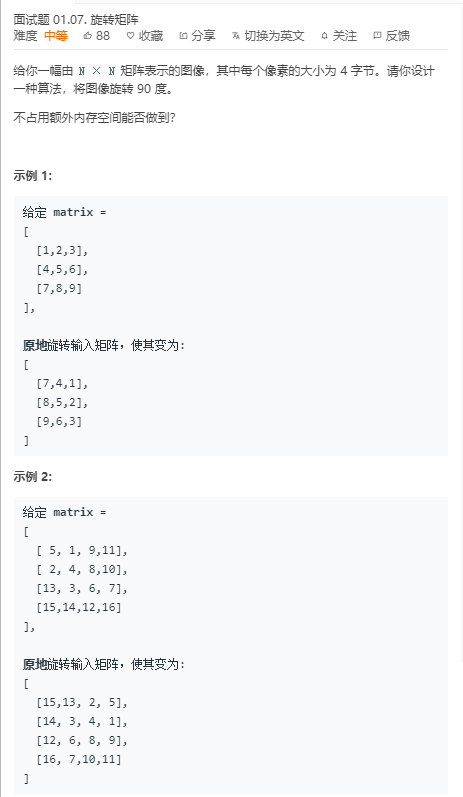 面试题 01.07. 旋转矩阵
难度 中等 88 收藏 分享 切换为英文 关注 反馈
给你一幅由 N × N 矩阵表示的图像，其中每个像素的大小为 4 字节。请你设计
一种算法，将图像旋转 90 度。
不占用额外内存空间能否做到？
示例 1:
给定 matrix =
[
[1,2,3],
[4,5,6],
[7,8,9]
],
原地旋转输入矩阵，使其变为:
[
[7,4,1],
[8,5,2],
[9,6,3]
]
示例 2:
给定 matrix =
[
[ 5, 1, 9,11],
[ 2, 4, 8,10],
[13, 3, 6, 7],
[15,14,12,16]
],
原地旋转输入矩阵，使其变为:
[
[15,13, 2, 5],
[14, 3, 4, 1],
[12, 6, 8, 9],
[16, 7,10,11]
]